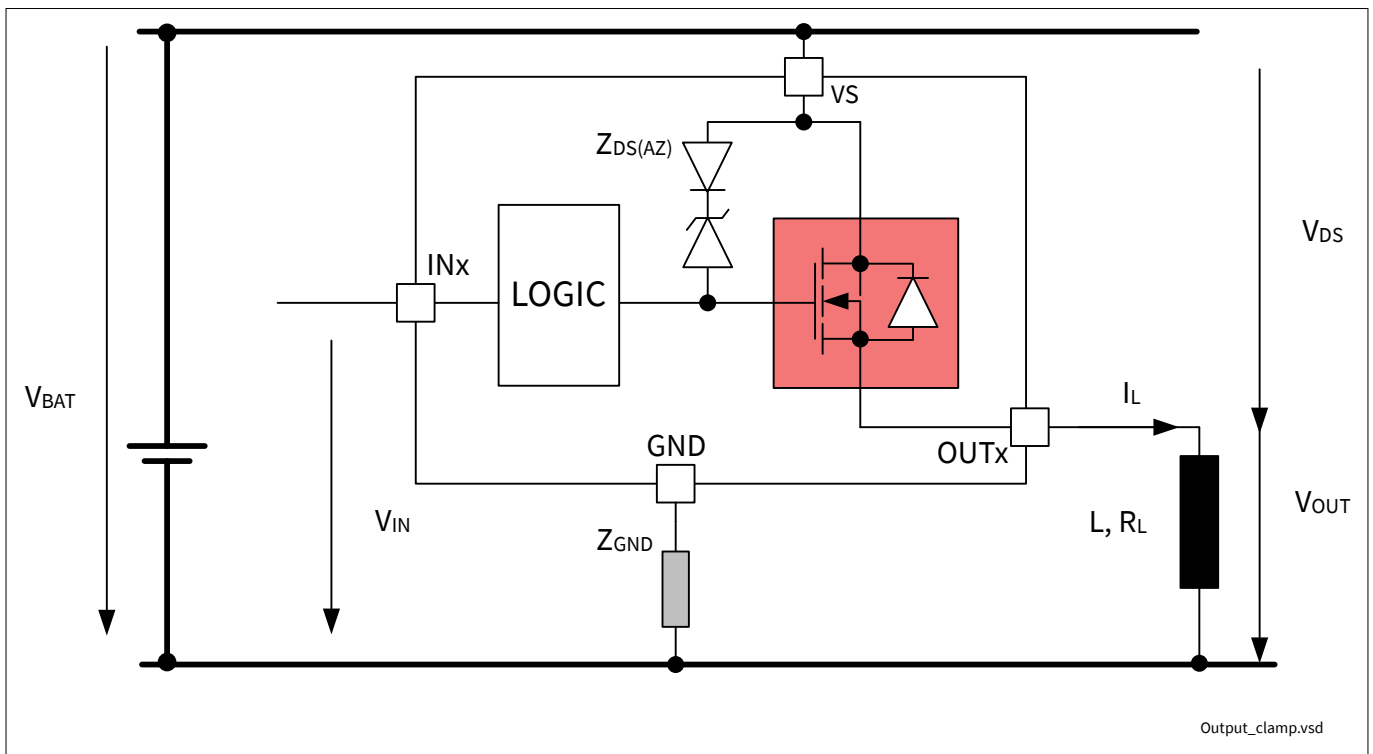 VS
ZDS(AZ)
VDS
INx
LOGIC
VBAT
IL
GND
OUTx
VIN
VOUT
L, RL
ZGND
Output_clamp.vsd